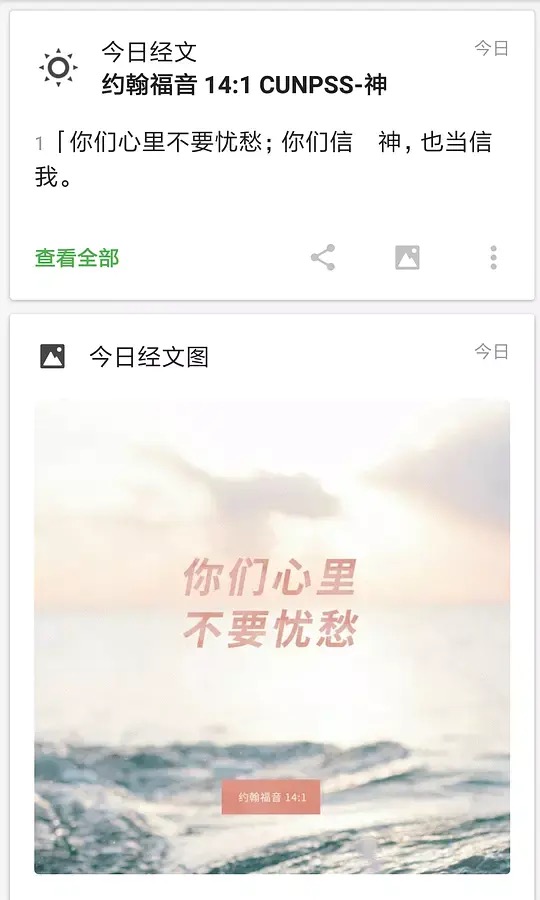 今日经文
今日
约翰福音 14:1 CUNPSS-神
1「你们心里不要忧愁；你们信　神，也当信
我。
查看全部
今日经文图
今日
你们心里
不要忧愁
约翰福音 14:1